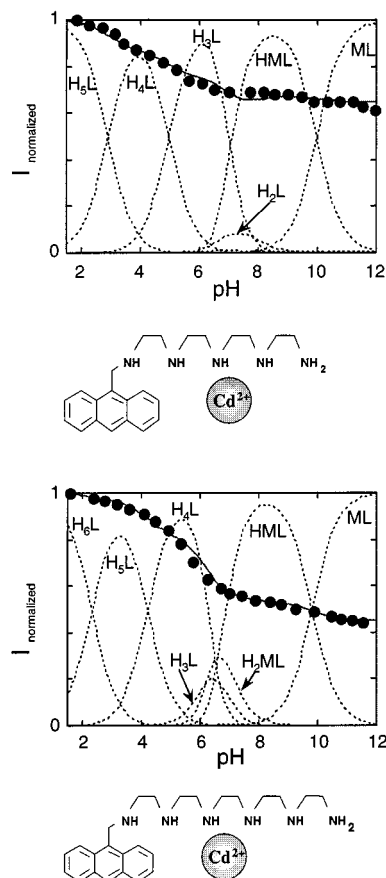 1
H₃L
HML
ML
H₅L
H₄L
I normalized
H₂L
0
2 4 6 8 10 12
pH
NH NH NH NH NH₂
Cd²⁺
1
H₆L
H₄L
HML
ML
H₅L
I normalized
H₃L
H₂ML
0
2 4 6 8 10 12
pH
NH NH NH NH NH NH₂
Cd²⁺